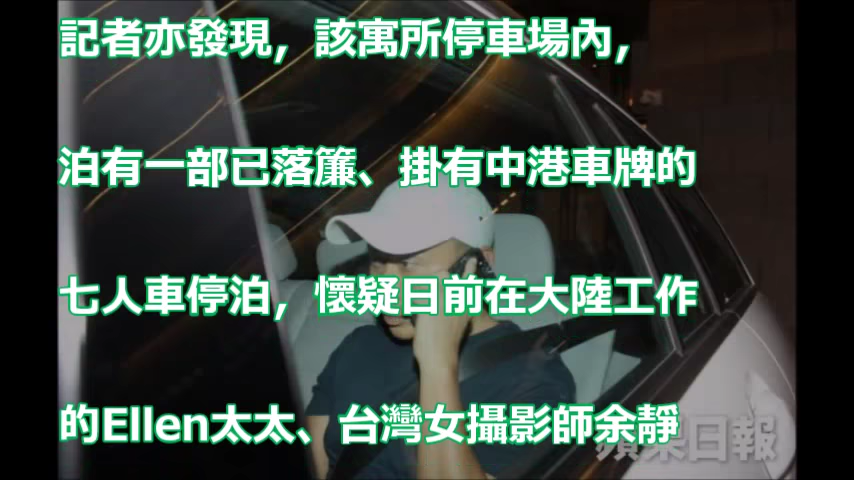 記者亦發現，該寓所停車場內，
泊有一部已落簾、掛有中港車牌的
七人車停泊，懷疑日前在大陸工作
的Ellen太太、台灣女攝影師余靜
蘋果日報